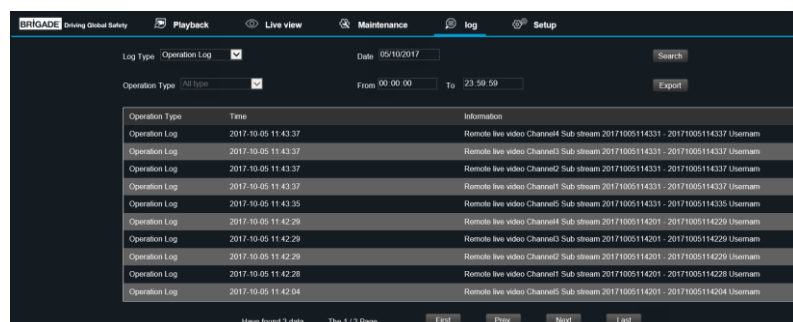 BRIGADE Driving Global Safety Playback Live view Maintenance log Setup
Log Type Operation Log Date 05/10/2017 Search
Operation Type All type From 00:00:00 To 23:59:59 Export
Operation Type Time Information
Operation Log 2017-10-05 11:43:37 Remote live video Channel4 Sub stream 20171005114331 - 20171005114337 Usernam
Operation Log 2017-10-05 11:43:37 Remote live video Channel3 Sub stream 20171005114331 - 20171005114337 Usernam
Operation Log 2017-10-05 11:43:37 Remote live video Channel2 Sub stream 20171005114331 - 20171005114337 Usernam
Operation Log 2017-10-05 11:43:37 Remote live video Channel1 Sub stream 20171005114331 - 20171005114337 Usernam
Operation Log 2017-10-05 11:43:35 Remote live video Channel5 Sub stream 20171005114331 - 20171005114335 Usernam
Operation Log 2017-10-05 11:42:29 Remote live video Channel4 Sub stream 20171005114201 - 20171005114229 Usernam
Operation Log 2017-10-05 11:42:29 Remote live video Channel3 Sub stream 20171005114201 - 20171005114229 Usernam
Operation Log 2017-10-05 11:42:29 Remote live video Channel2 Sub stream 20171005114201 - 20171005114229 Usernam
Operation Log 2017-10-05 11:42:28 Remote live video Channel1 Sub stream 20171005114201 - 20171005114228 Usernam
Operation Log 2017-10-05 11:42:04 Remote live video Channel5 Sub stream 20171005114201 - 20171005114204 Usernam
Have found 2 data The 1 / 2 Page First Prev Next Last